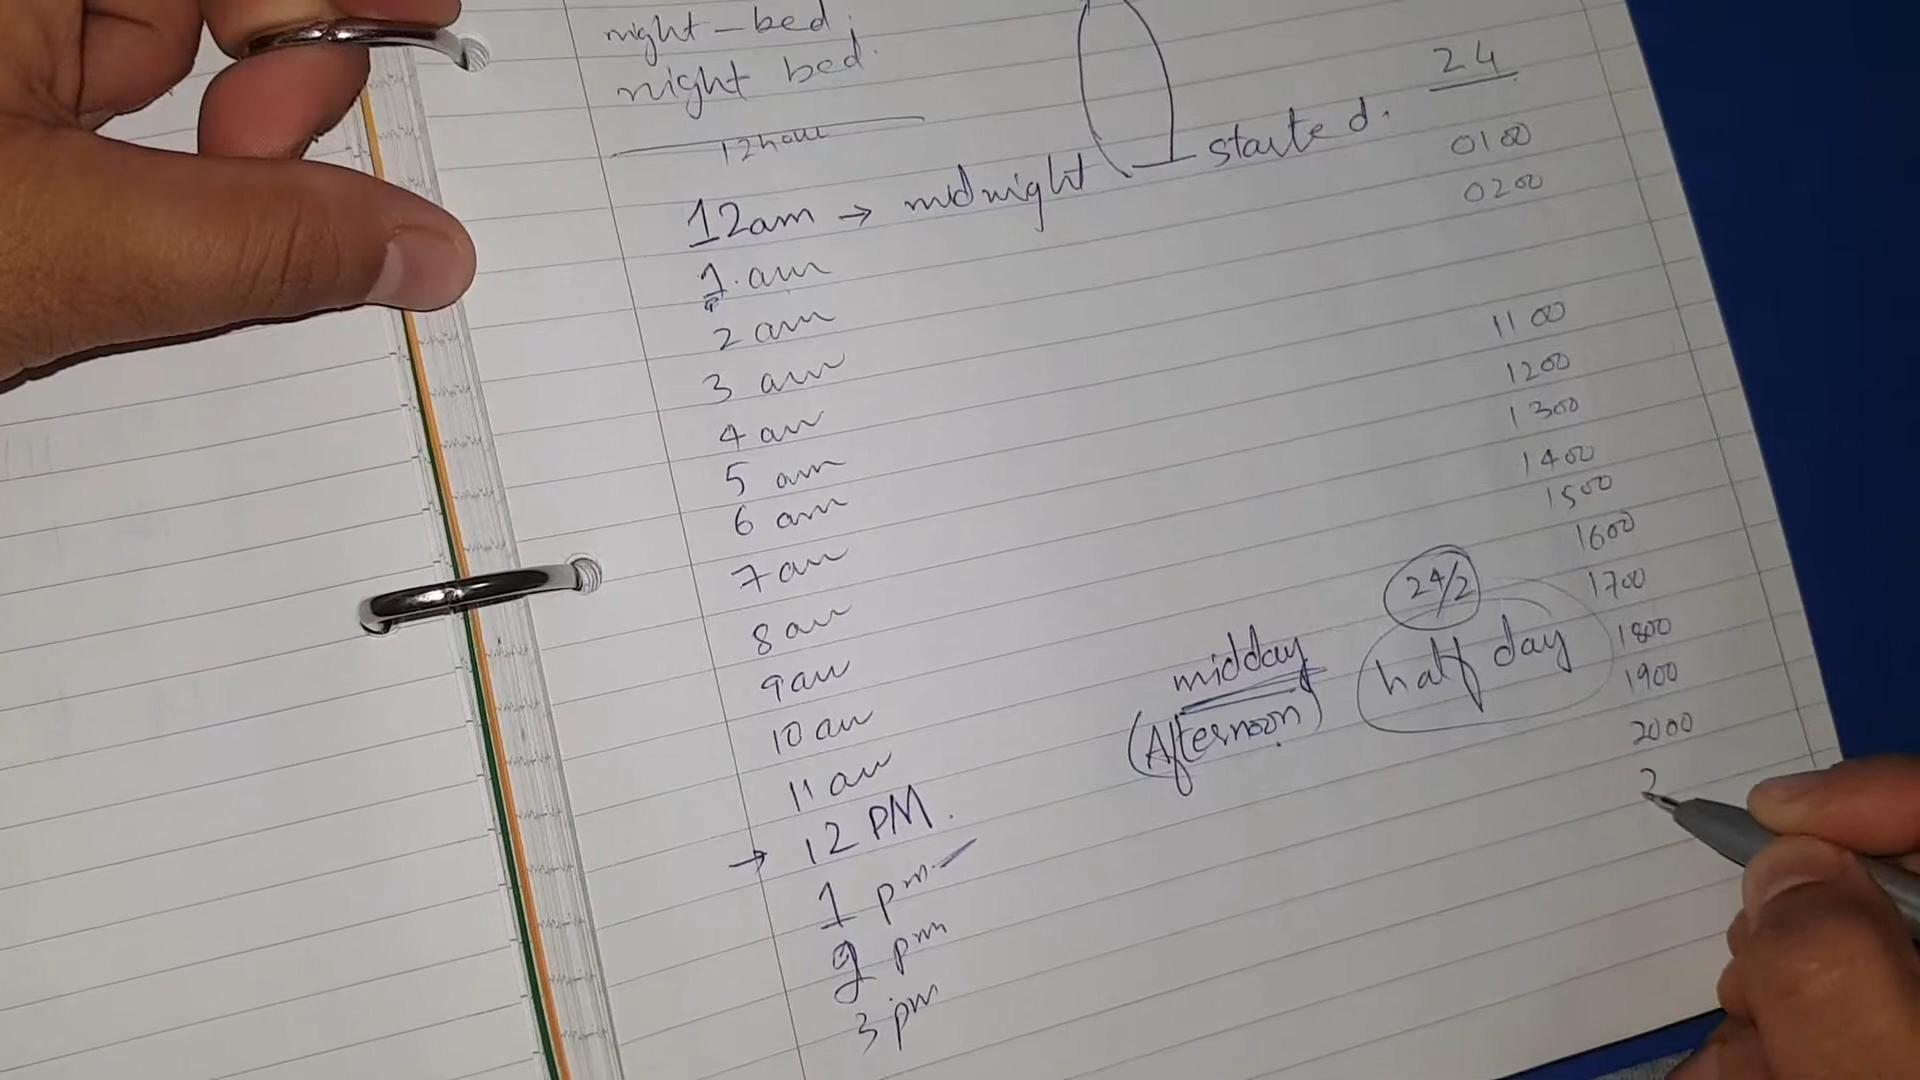 night-bed.
night bed.
12 hour
24
12am → midnight started.
0100
0200
1. am
2 am
3 am
4 am
5 am
6 am
7 am
8 am
9 am
10 am
11 am
→ 12 PM.
1 pm
2 pm
3 pm
midday
(Afternoon)
24/2
half day
1100
1200
1300
1400
1500
1600
1700
1800
1900
2000
2